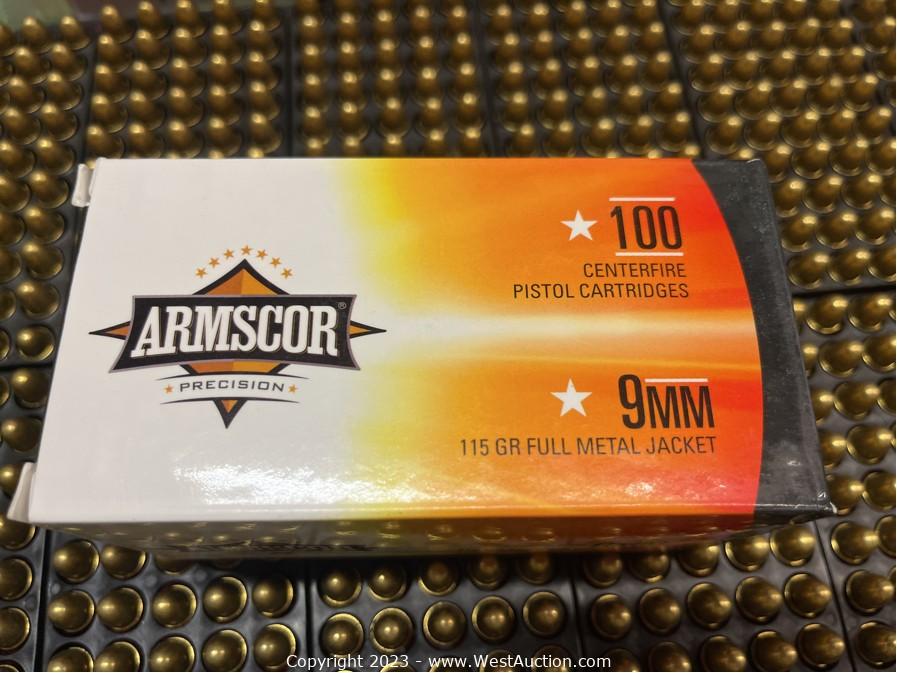 100
CENTERFIRE
PISTOL CARTRIDGES
ARMSCOR®
PRECISION
9MM
115 GR FULL METAL JACKET
Copyright 2023 - www.WestAuction.com